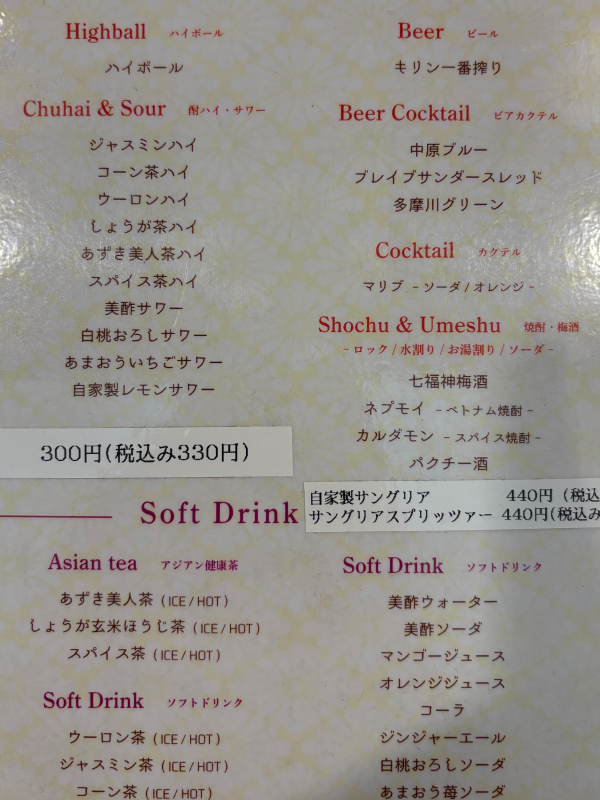 Highball ハイボール
ハイボール
Chuhai & Sour 酎ハイ・サワー
ジャスミンハイ
コーン茶ハイ
ウーロンハイ
しょうが茶ハイ
あずき美人茶ハイ
スパイス茶ハイ
美酢サワー
白桃おろしサワー
あまおういちごサワー
自家製レモンサワー
300円(税込み330円)
Beer ビール
キリン一番搾り
Beer Cocktail ビアカクテル
中原ブルー
ブレイブサンダースレッド
多摩川グリーン
Cocktail カクテル
マリブ - ソーダ / オレンジ -
Shochu & Umeshu 焼酎・梅酒
- ロック / 水割り / お湯割り / ソーダ -
七福神梅酒
ネプモイ - ベトナム焼酎 -
カルダモン - スパイス焼酎 -
パクチー酒
自家製サングリア 440円 (税込
サングリアスプリッツァー 440円(税込み
Soft Drink
Asian tea アジアン健康茶
あずき美人茶 ( ICE / HOT )
しょうが玄米ほうじ茶 ( ICE / HOT )
スパイス茶 ( ICE / HOT )
Soft Drink ソフトドリンク
ウーロン茶 ( ICE / HOT )
ジャスミン茶 ( ICE / HOT )
コーン茶 ( ICE / HOT )
Soft Drink ソフトドリンク
美酢ウォーター
美酢ソーダ
マンゴージュース
オレンジジュース
コーラ
ジンジャーエール
白桃おろしソーダ
あまおう苺ソーダ